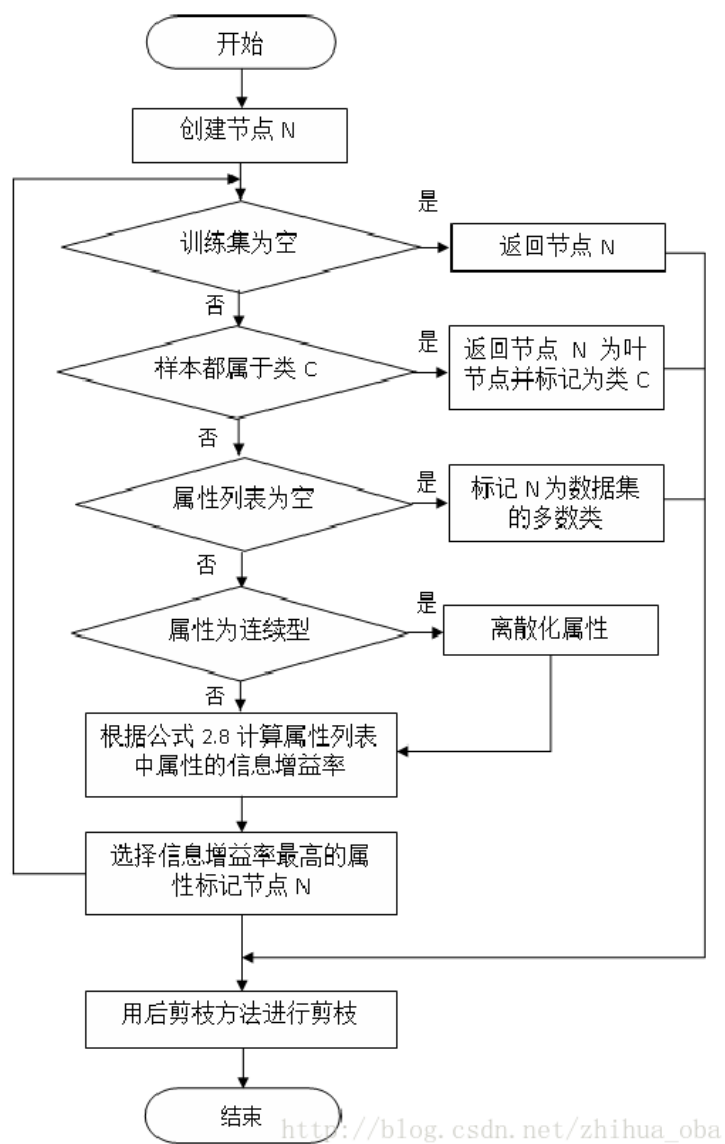 开始
创建节点 N
训练集为空
是
返回节点 N
否
样本都属于类 C
是
返回节点 N 为叶
节点并标记为类 C
否
属性列表为空
是
标记 N 为数据集
的多数类
否
属性为连续型
是
离散化属性
否
根据公式 2.8 计算属性列表
中属性的信息增益率
选择信息增益率最高的属
性标记节点 N
用后剪枝方法进行剪枝
结束
http://blog.csdn.net/zhihua_oba